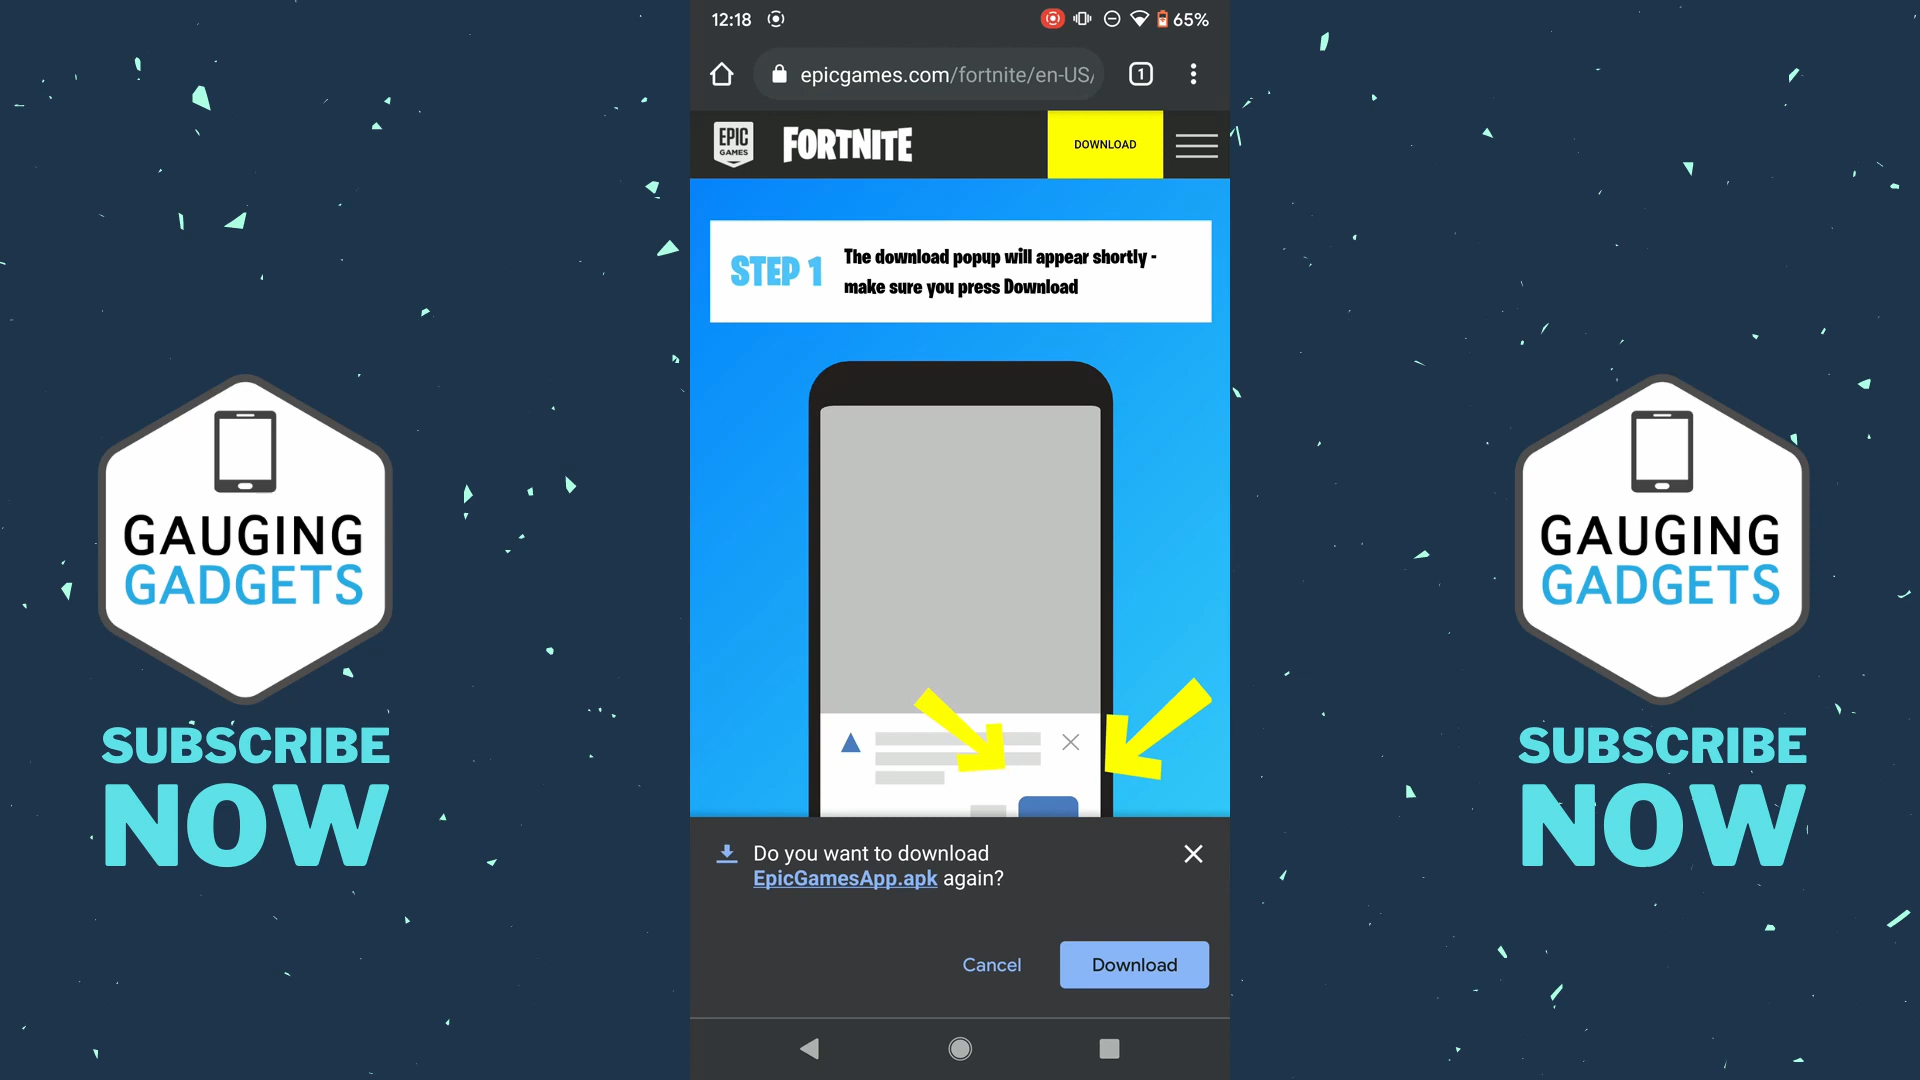 12:18
65%
epicgames.com/fortnite/en-US/
1
EPIC
GAMES
FORTNITE
DOWNLOAD
STEP 1
The download popup will appear shortly -
make sure you press Download
Do you want to download
EpicGamesApp.apk again?
Cancel
Download
GAUGING
GADGETS
SUBSCRIBE
NOW
GAUGING
GADGETS
SUBSCRIBE
NOW